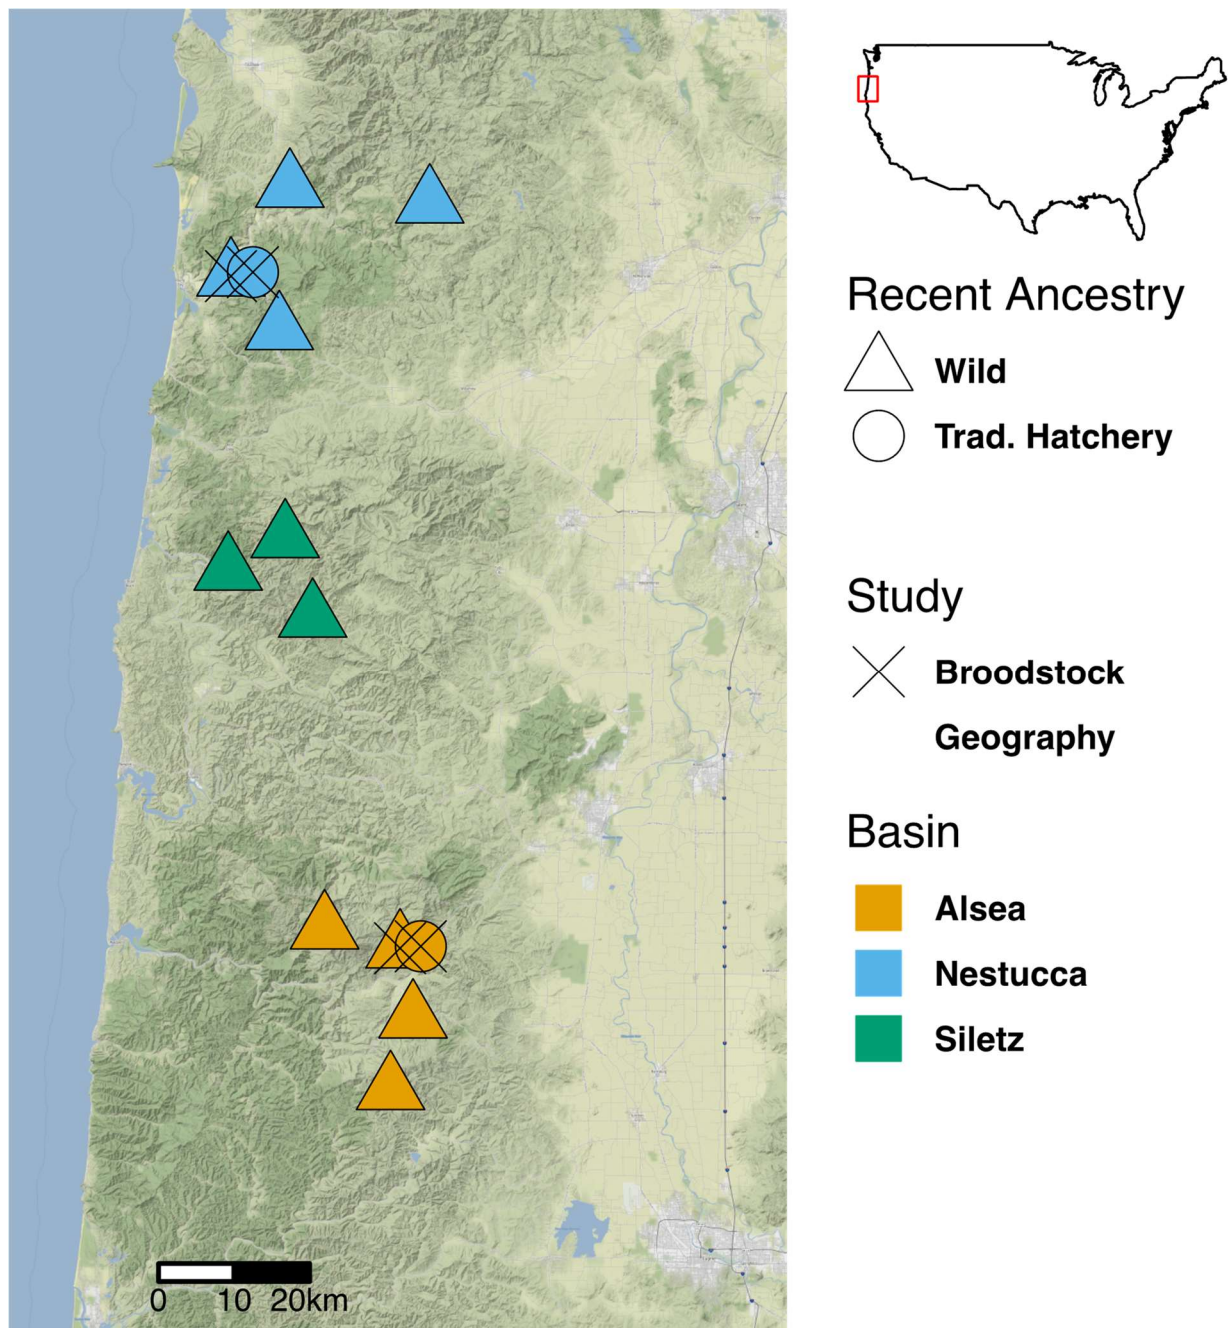 Recent Ancestry
Wild
Trad. Hatchery
Study
Broodstock
Geography
Basin
Alsea
Nestucca
Siletz
0 10 20km